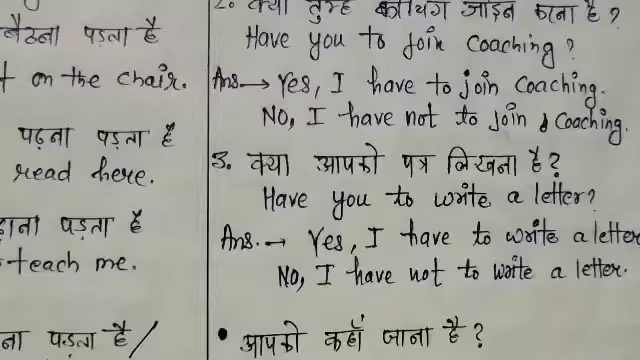 बैठना पड़ता है
on the chair.
पढ़ना पड़ता है
read here.
पड़ता है
teach me.
ना पड़ता है/
2. क्या तुम्हें कोचिंग जॉइन करना है?
Have you to join coaching?
Ans → Yes, I have to join coaching.
No, I have not to join coaching.
3. क्या आपको पत्र लिखना है?
Have you to write a letter?
Ans. → Yes, I have to write a letter
No, I have not to write a letter.
• आपको कहाँ जाना है?